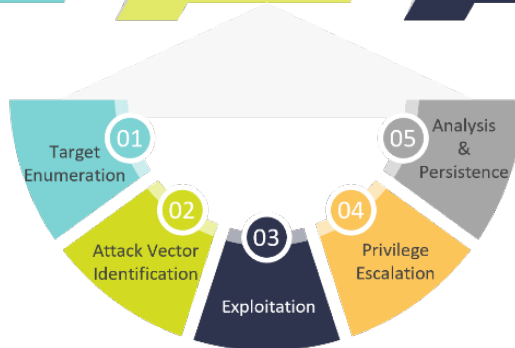 01
Target
Enumeration
02
Attack Vector
Identification
03
Exploitation
04
Privilege
Escalation
05
Analysis
&
Persistence